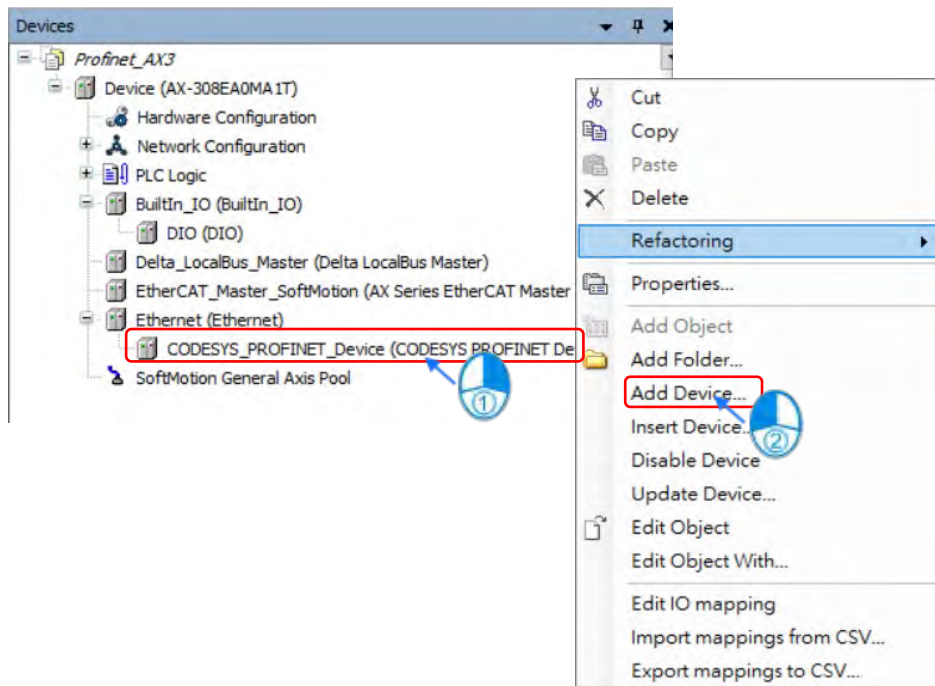 Devices
Profinet_AX3
Device (AX-308EA0MA1T)
Hardware Configuration
Network Configuration
PLC Logic
BuiltIn_IO (BuiltIn_IO)
DIO (DIO)
Delta_LocalBus_Master (Delta LocalBus Master)
EtherCAT_Master_SoftMotion (AX Series EtherCAT Master
Ethernet (Ethernet)
CODESYS_PROFINET_Device (CODESYS PROFINET De
SoftMotion General Axis Pool
1
Cut
Copy
Paste
Delete
Refactoring
Properties...
Add Object
Add Folder...
Add Device...
Insert Device..
2
Disable Device
Update Device...
Edit Object
Edit Object With...
Edit IO mapping
Import mappings from CSV...
Export mappings to CSV...